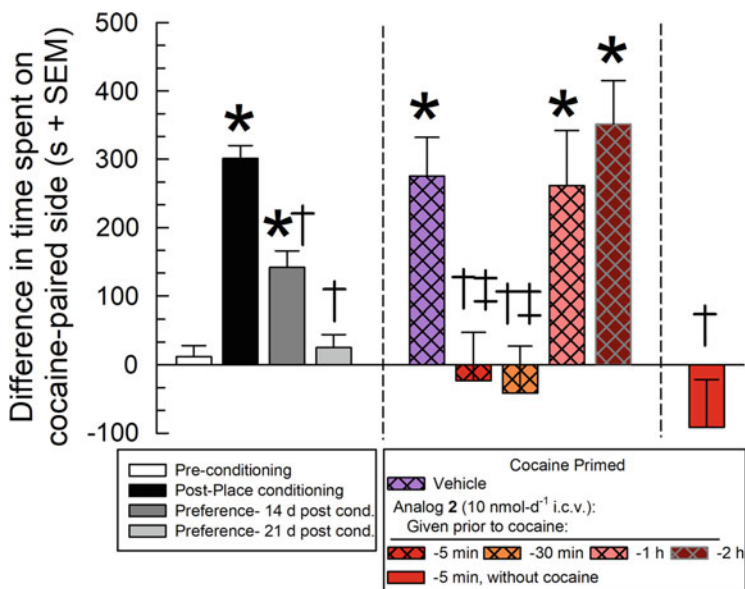 Difference in time spent on
cocaine-paired side (s + SEM)
500
400
300
200
100
0
-100
*
*†
†
*
†‡
†‡
*
*
†
Pre-conditioning
Post-Place conditioning
Preference- 14 d post cond.
Preference- 21 d post cond.
Cocaine Primed
Vehicle
Analog 2 (10 nmol-d⁻¹ i.c.v.):
Given prior to cocaine:
-5 min
-30 min
-1 h
-2 h
-5 min, without cocaine